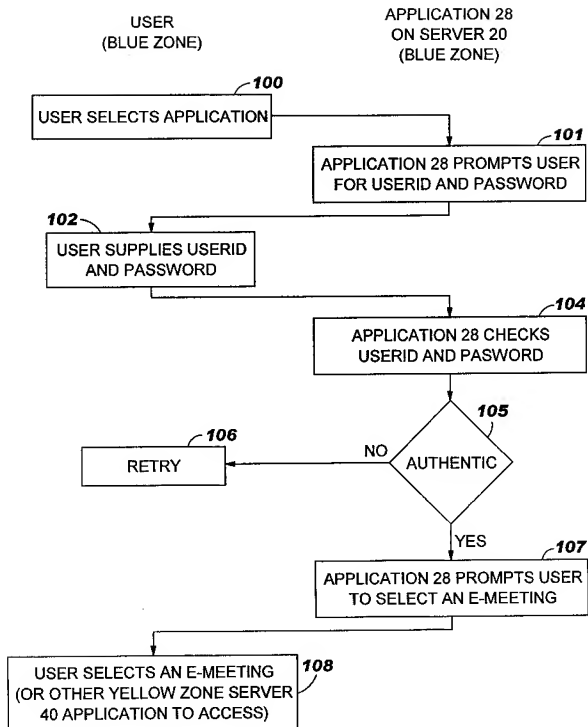 USER
(BLUE ZONE)
APPLICATION 28
ON SERVER 20
(BLUE ZONE)
100
USER SELECTS APPLICATION
101
APPLICATION 28 PROMPTS USER
FOR USERID AND PASSWORD
102
USER SUPPLIES USERID
AND PASSWORD
104
APPLICATION 28 CHECKS
USERID AND PASWORD
105
AUTHENTIC
NO
106
RETRY
YES
107
APPLICATION 28 PROMPTS USER
TO SELECT AN E-MEETING
USER SELECTS AN E-MEETING
(OR OTHER YELLOW ZONE SERVER
40 APPLICATION TO ACCESS)
108